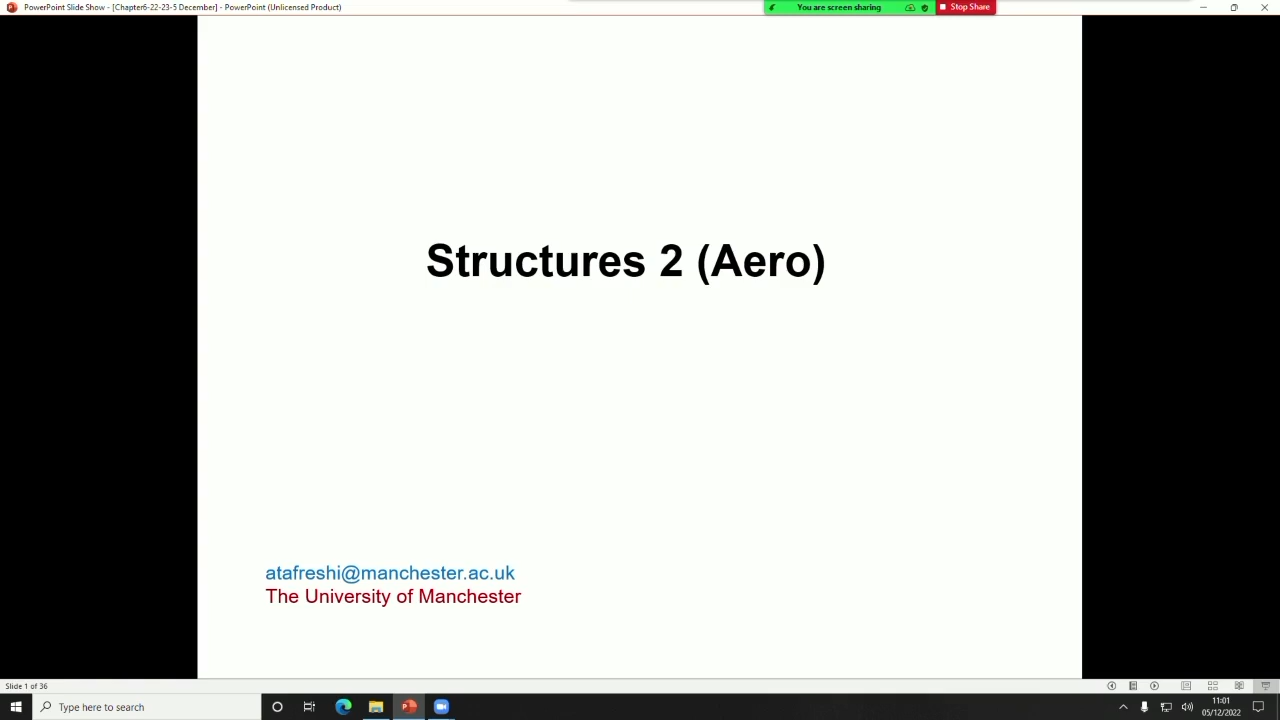 PowerPoint Slide Show - [Chapter6-22-23-5 December] - PowerPoint (Unlicensed Product)
You are screen sharing
Stop Share
Structures 2 (Aero)
atafreshi@manchester.ac.uk
The University of Manchester
Slide 1 of 36
Type here to search
11:01
05/12/2022